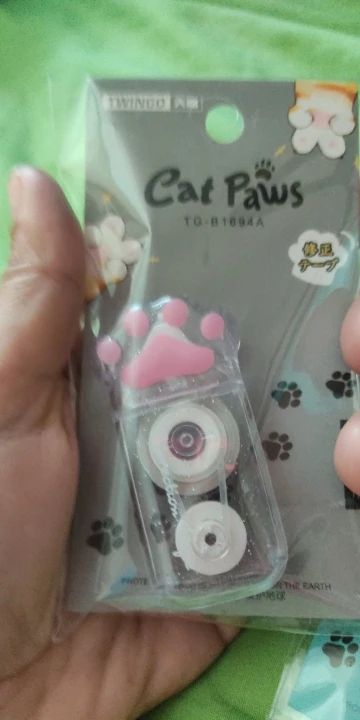 TWINGO
Cat Paws
TG-B1694A
修正
テープ
THE EARTH